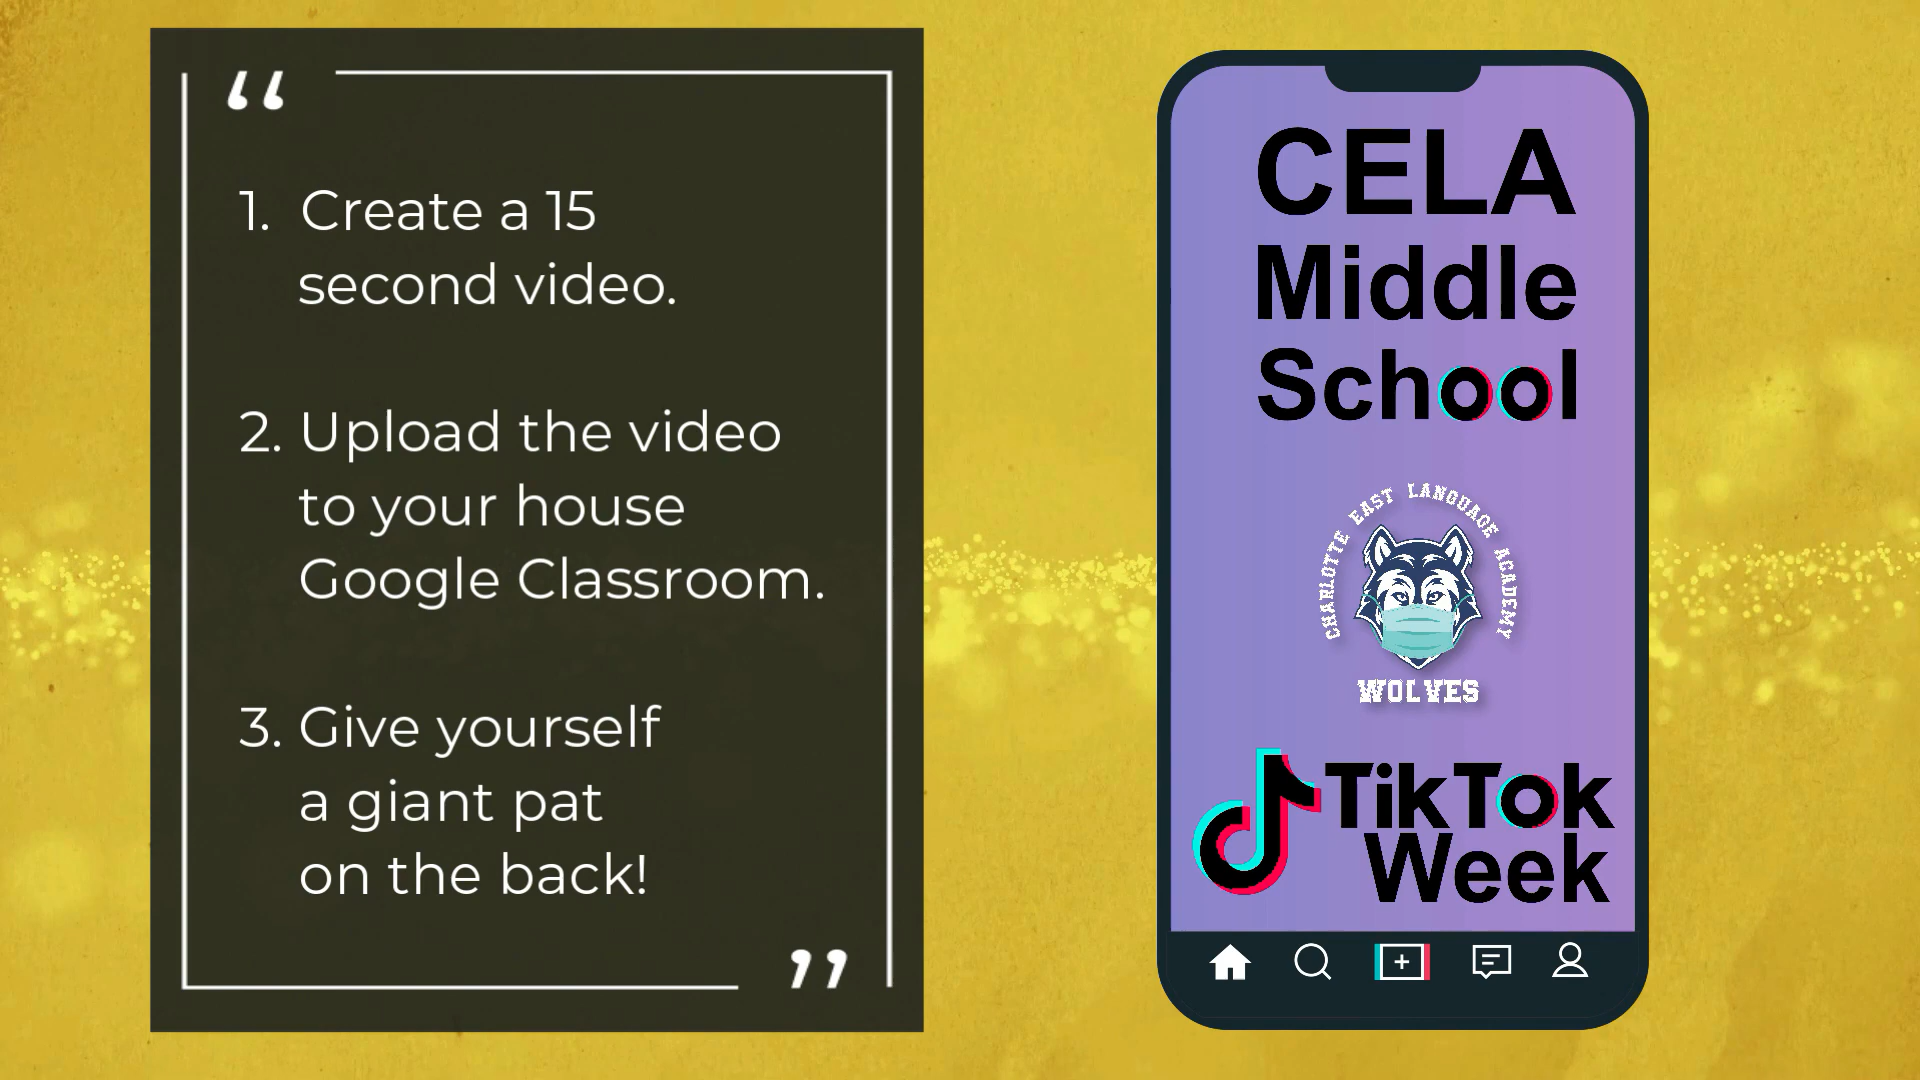 “
1. Create a 15
second video.
2. Upload the video
to your house
Google Classroom.
3. Give yourself
a giant pat
on the back!
”
CELA
Middle
School
CHARLOTTE EAST LANGUAGE ACADEMY
WOLVES
TikTok
Week